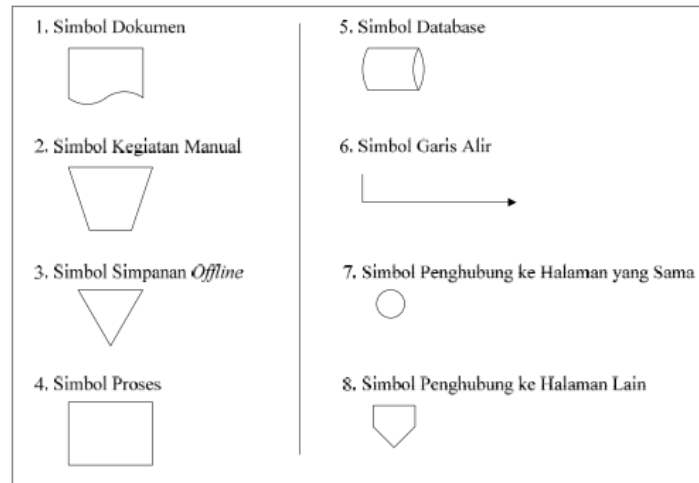 1. Simbol Dokumen
2. Simbol Kegiatan Manual
3. Simbol Simpanan Offline
4. Simbol Proses
5. Simbol Database
6. Simbol Garis Alir
7. Simbol Penghubung ke Halaman yang Sama
8. Simbol Penghubung ke Halaman Lain